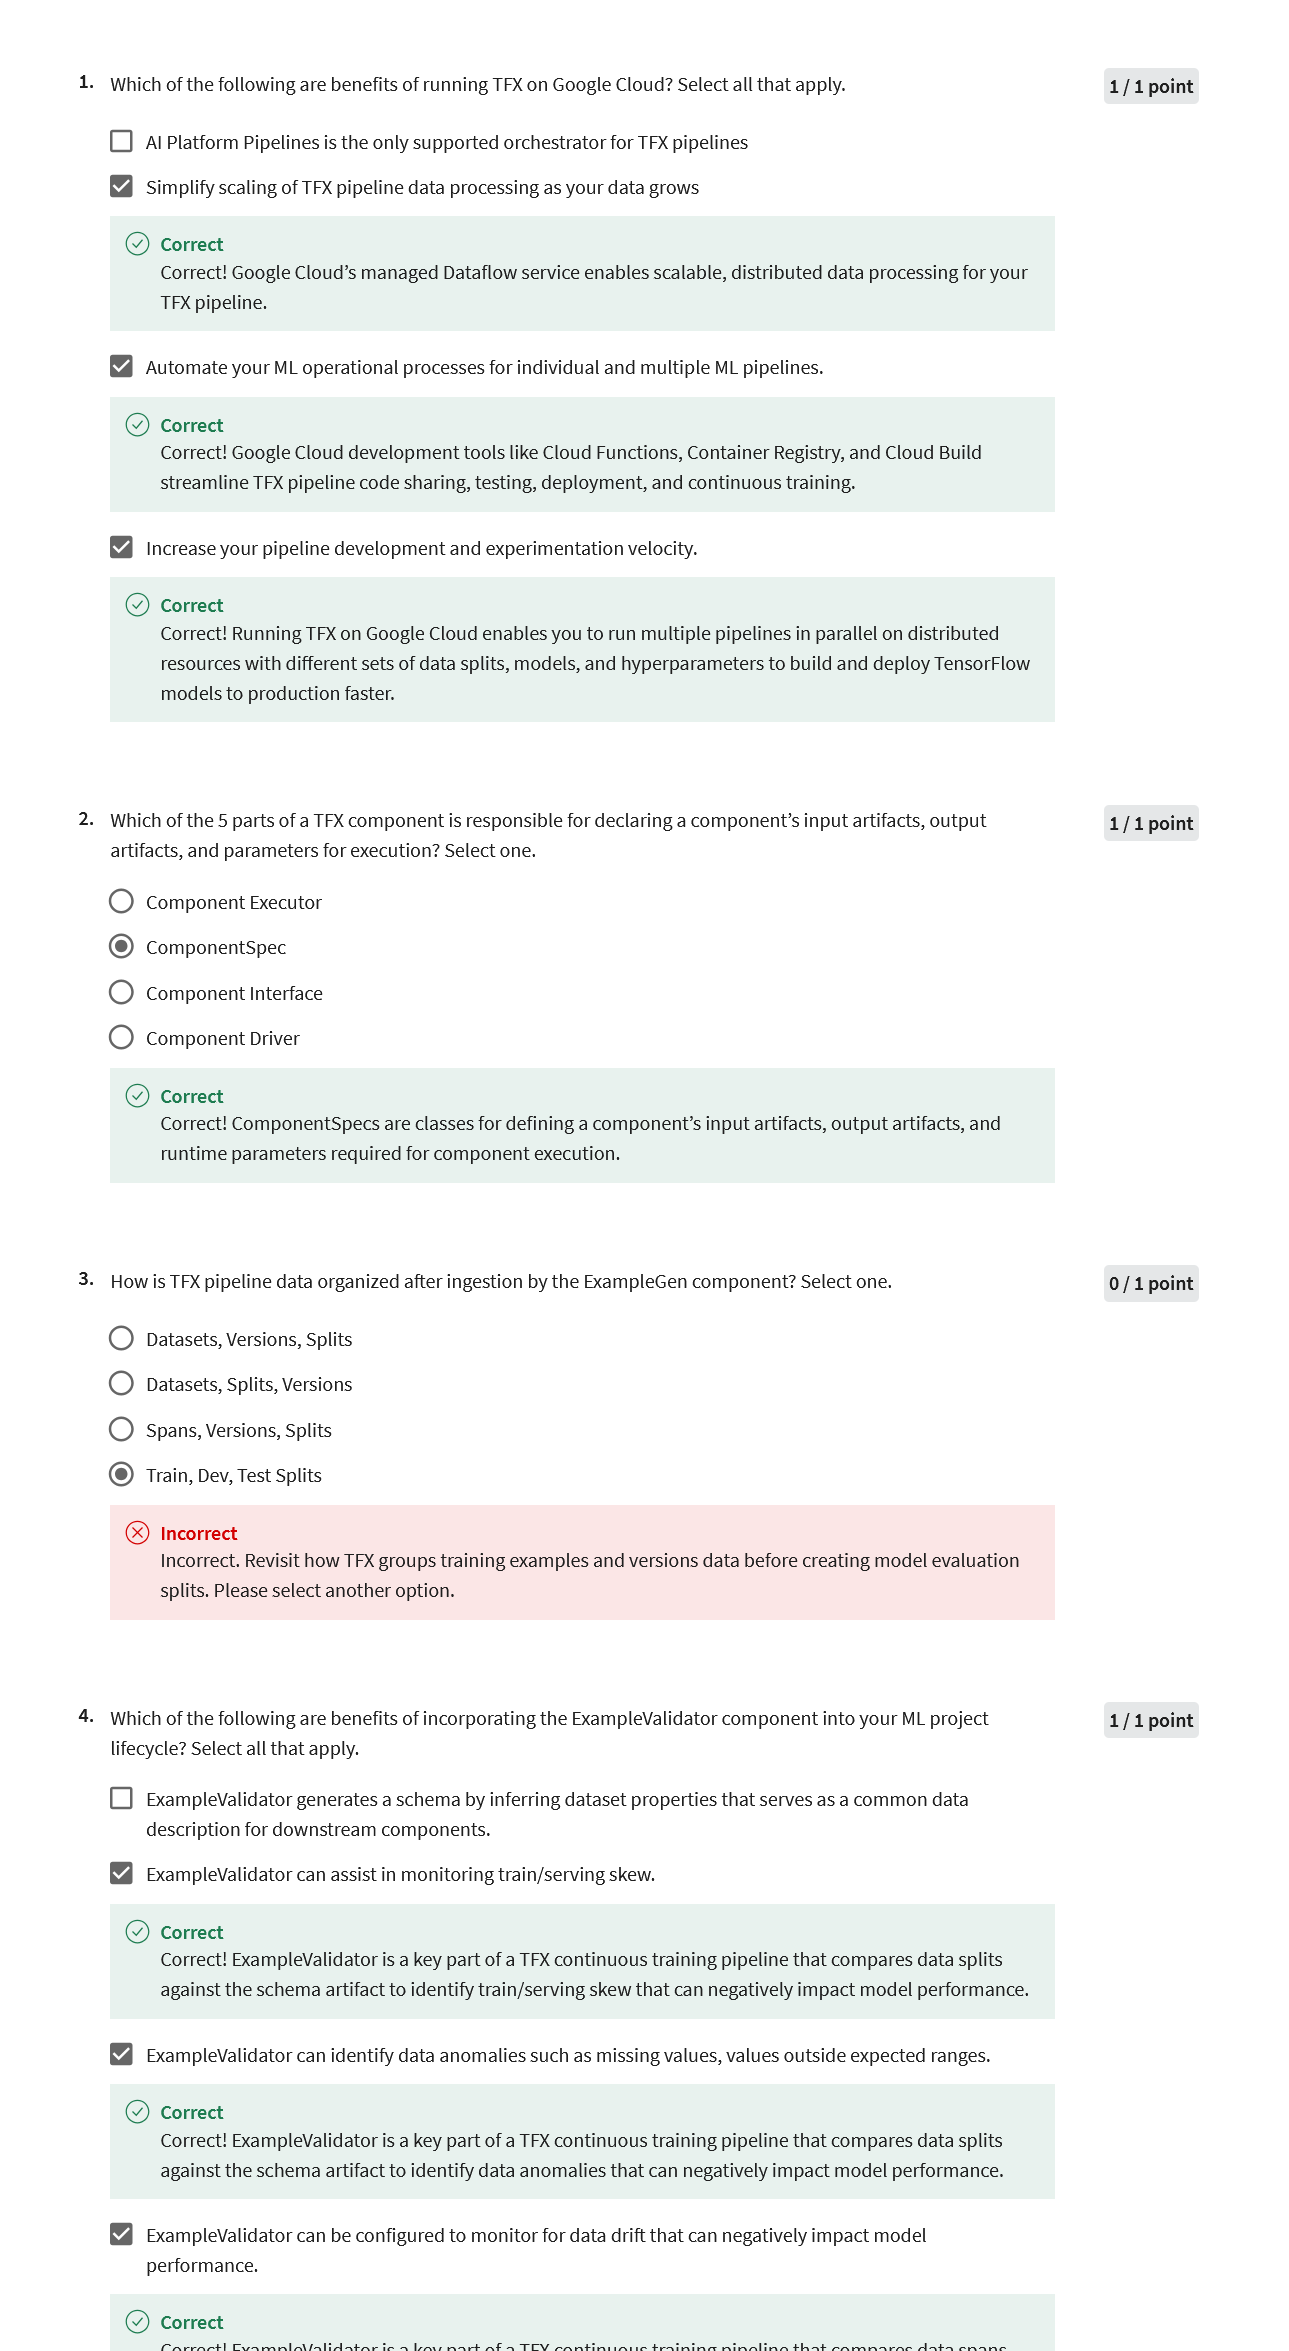 1. Which of the following are benefits of running TFX on Google Cloud? Select all that apply.
1 / 1 point
AI Platform Pipelines is the only supported orchestrator for TFX pipelines
Simplify scaling of TFX pipeline data processing as your data grows
Correct
Correct! Google Cloud’s managed Dataflow service enables scalable, distributed data processing for your
TFX pipeline.
Automate your ML operational processes for individual and multiple ML pipelines.
Correct
Correct! Google Cloud development tools like Cloud Functions, Container Registry, and Cloud Build
streamline TFX pipeline code sharing, testing, deployment, and continuous training.
Increase your pipeline development and experimentation velocity.
Correct
Correct! Running TFX on Google Cloud enables you to run multiple pipelines in parallel on distributed
resources with different sets of data splits, models, and hyperparameters to build and deploy TensorFlow
models to production faster.
2. Which of the 5 parts of a TFX component is responsible for declaring a component’s input artifacts, output
artifacts, and parameters for execution? Select one.
1 / 1 point
Component Executor
ComponentSpec
Component Interface
Component Driver
Correct
Correct! ComponentSpecs are classes for defining a component’s input artifacts, output artifacts, and
runtime parameters required for component execution.
3. How is TFX pipeline data organized after ingestion by the ExampleGen component? Select one.
0 / 1 point
Datasets, Versions, Splits
Datasets, Splits, Versions
Spans, Versions, Splits
Train, Dev, Test Splits
Incorrect
Incorrect. Revisit how TFX groups training examples and versions data before creating model evaluation
splits. Please select another option.
4. Which of the following are benefits of incorporating the ExampleValidator component into your ML project
lifecycle? Select all that apply.
1 / 1 point
ExampleValidator generates a schema by inferring dataset properties that serves as a common data
description for downstream components.
ExampleValidator can assist in monitoring train/serving skew.
Correct
Correct! ExampleValidator is a key part of a TFX continuous training pipeline that compares data splits
against the schema artifact to identify train/serving skew that can negatively impact model performance.
ExampleValidator can identify data anomalies such as missing values, values outside expected ranges.
Correct
Correct! ExampleValidator is a key part of a TFX continuous training pipeline that compares data splits
against the schema artifact to identify data anomalies that can negatively impact model performance.
ExampleValidator can be configured to monitor for data drift that can negatively impact model
performance.
Correct
Correct! ExampleValidator is a key part of a TFX continuous training pipeline that compares data spans